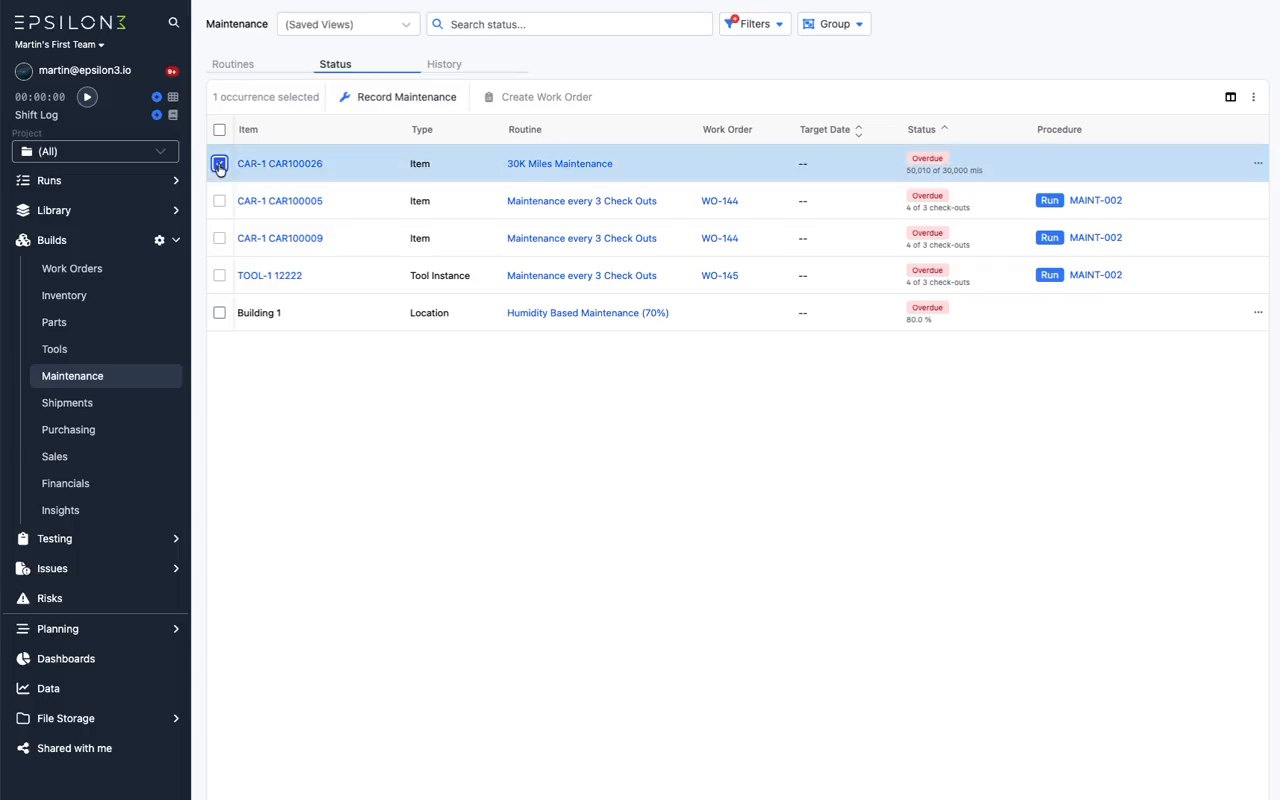 EPSILON3
Martin's First Team
martin@epsilon3.io 9+
00:00:00
Shift Log
Project
(All)
Runs
Library
Builds
Work Orders
Inventory
Parts
Tools
Maintenance
Shipments
Purchasing
Sales
Financials
Insights
Testing
Issues
Risks
Planning
Dashboards
Data
File Storage
Shared with me
Maintenance (Saved Views) Search status... Filters Group
Routines Status History
1 occurrence selected Record Maintenance Create Work Order
Item Type Routine Work Order Target Date Status Procedure
CAR-1 CAR100026 Item 30K Miles Maintenance -- Overdue
50,010 of 30,000 mis
CAR-1 CAR100005 Item Maintenance every 3 Check Outs WO-144 -- Overdue Run MAINT-002
4 of 3 check-outs
CAR-1 CAR100009 Item Maintenance every 3 Check Outs WO-144 -- Overdue Run MAINT-002
4 of 3 check-outs
TOOL-1 12222 Tool Instance Maintenance every 3 Check Outs WO-145 -- Overdue Run MAINT-002
4 of 3 check-outs
Building 1 Location Humidity Based Maintenance (70%) -- Overdue
80.0 %